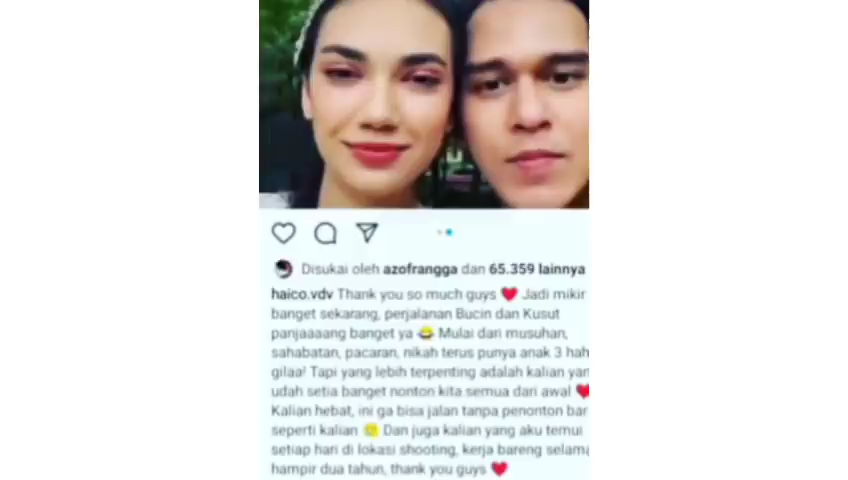 Disukai oleh azofrangga dan 65.359 lainnya
haico.vdv Thank you so much guys ❤️ Jadi mikir
banget sekarang, perjalanan Bucin dan Kusut
panjaaaang banget ya 😂 Mulai dari musuhan,
sahabatan, pacaran, nikah terus punya anak 3 hah
gilaa! Tapi yang lebih terpenting adalah kalian yan
udah setia banget nonton kita semua dari awal ❤️
Kalian hebat, ini ga bisa jalan tanpa penonton bar
seperti kalian Dan juga kalian yang aku temui
setiap hari di lokasi shooting, kerja bareng selama
hampir dua tahun, thank you guys ❤️